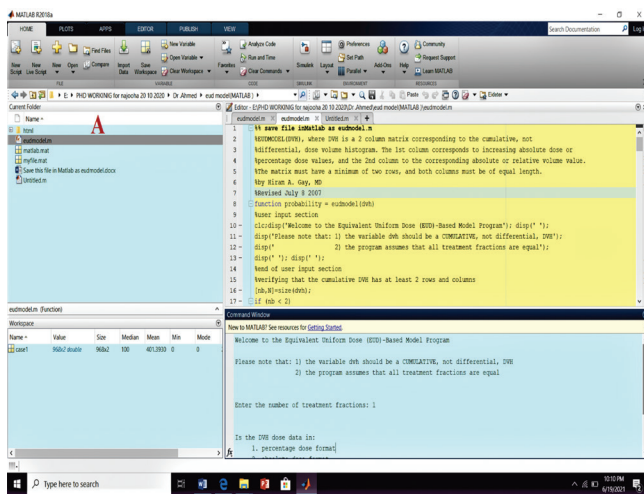 MATLAB R2018a
HOME PLOTS APPS EDITOR PUBLISH VIEW
Search Documentation
Log
New Script
New Live Script
New
Open
Find Files
Compare
Import Data
Save Workspace
New Variable
Open Variable
Clear Workspace
Favorites
Analyze Code
Run and Time
Clear Commands
Simulink
Layout
Preferences
Set Path
Parallel
Add-Ons
Help
Community
Request Support
Learn MATLAB
FILE VARIABLE CODE SIMULINK ENVIRONMENT RESOURCES
E: PHD WORKINIG for najooha 20 10 2020 Dr .Ahmed eud model(MATLAB )
Current Folder
Name
A
html
eudmodel.m
matlab.mat
myfile.mat
Save this file in Matlab as eudmodel.docx
Untitled.m
eudmodel.m (Function)
Workspace
Name Value Size Median Mean Min Mode
case1 968x2 double 968x2 100 401.3930 0 0
Editor - E:\PHD WORKINIG for najooha 20 10 2020\Dr .Ahmed\eud model(MATLAB )\eudmodel.m
eudmodel.m eudmodel.m Untitled +
1 %% save file inMatlab as eudmodel.m
2 %EUDMODEL(DVH), where DVH is a 2 column matrix corresponding to the cumulative, not
3 %differential, dose volume histogram. The 1st column corresponds to increasing absolute dose or
4 %percentage dose values, and the 2nd column to the corresponding absolute or relative volume value.
5 %The matrix must have a minimum of two rows, and both columns must be of equal length.
6 %by Hiram A. Gay, MD
7 %Revised July 8 2007
8 function probability = eudmodel(dvh)
9 %user input section
10 - clc;disp('Welcome to the Equivalent Uniform Dose (EUD)-Based Model Program'); disp(' ');
11 - disp('Please note that: 1) the variable dvh should be a CUMULATIVE, not differential, DVH');
12 - disp(' 2) the program assumes that all treatment fractions are equal');
13 - disp(' '); disp(' ');
14 %end of user input section
15 %verifying that the cumulative DVH has at least 2 rows and columns
16 - [nb,N]=size(dvh);
17 - if (nb < 2)
Command Window
New to MATLAB? See resources for Getting Started.
Welcome to the Equivalent Uniform Dose (EUD)-Based Model Program
Please note that: 1) the variable dvh should be a CUMULATIVE, not differential, DVH
2) the program assumes that all treatment fractions are equal
Enter the number of treatment fractions: 1
Is the DVH dose data in:
1. percentage dose format
fx
Type here to search
10:10 PM
6/19/2021